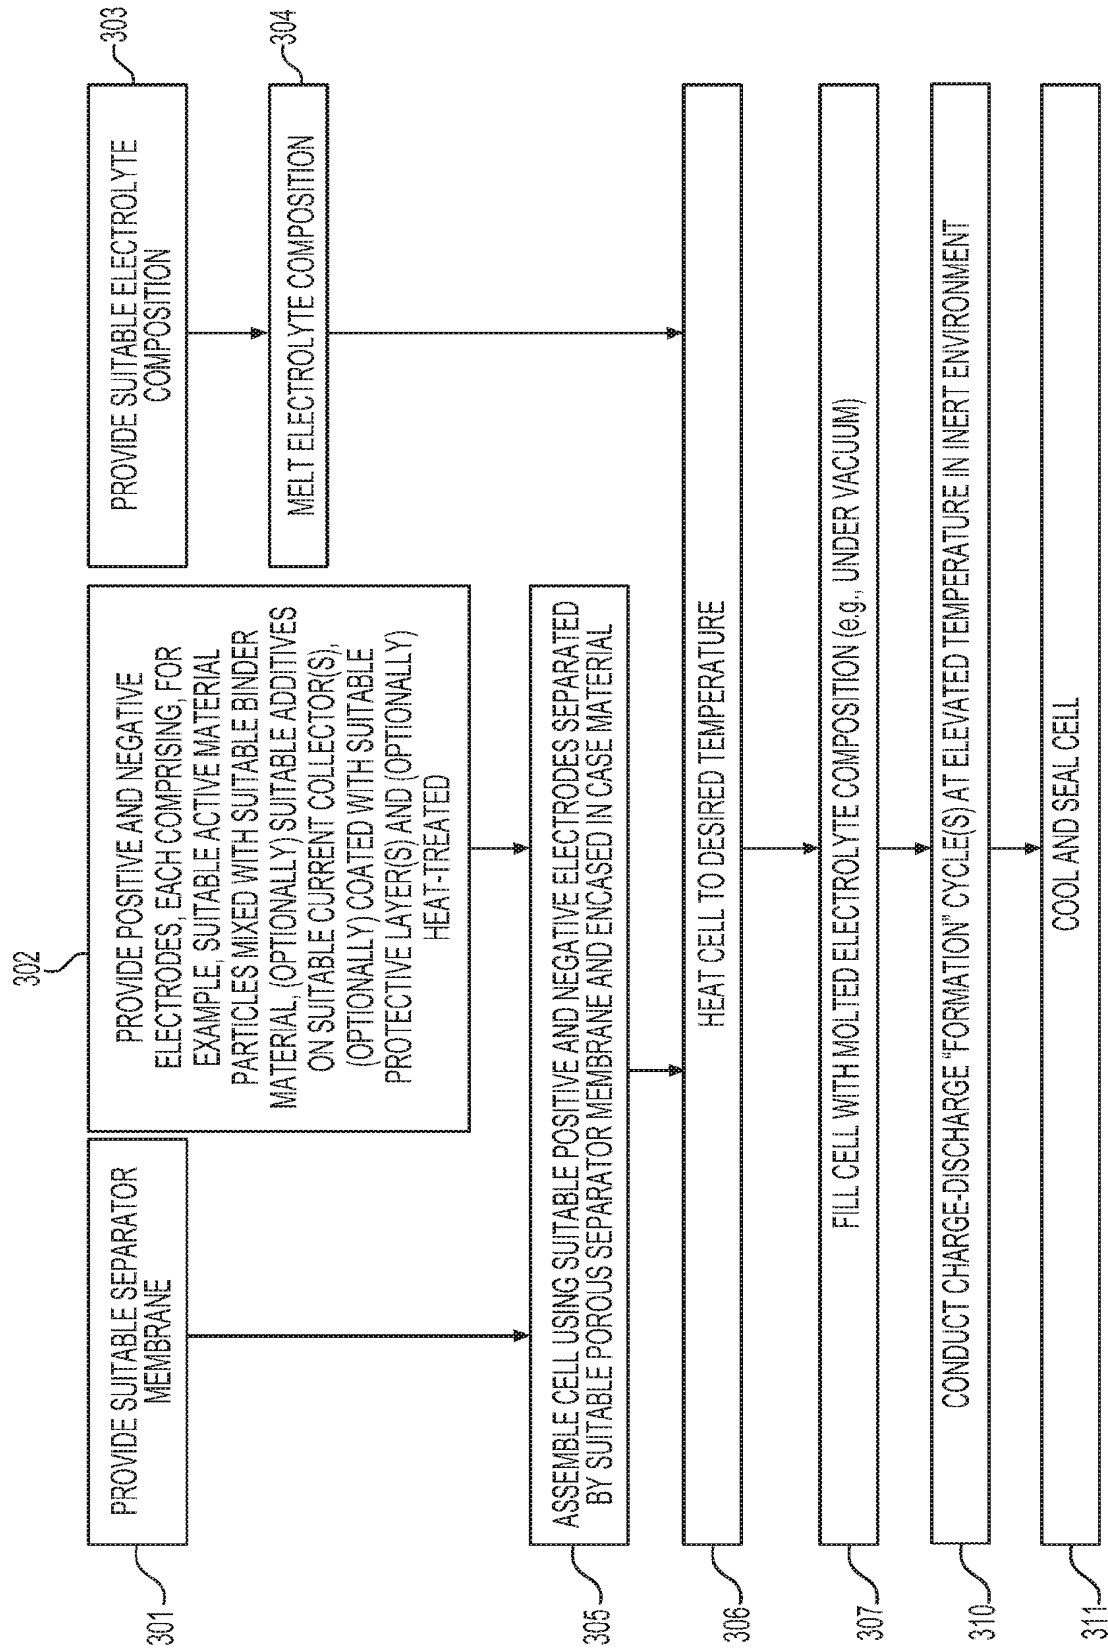 301
PROVIDE SUITABLE SEPARATOR
MEMBRANE
302
PROVIDE POSITIVE AND NEGATIVE
ELECTRODES, EACH COMPRISING, FOR
EXAMPLE, SUITABLE ACTIVE MATERIAL
PARTICLES MIXED WITH SUITABLE BINDER
MATERIAL, (OPTIONALLY) SUITABLE ADDITIVES
ON SUITABLE CURRENT COLLECTOR(S),
(OPTIONALLY) COATED WITH SUITABLE
PROTECTIVE LAYER(S) AND (OPTIONALLY)
HEAT-TREATED
303
PROVIDE SUITABLE ELECTROLYTE
COMPOSITION
304
MELT ELECTROLYTE COMPOSITION
305
ASSEMBLE CELL USING SUITABLE POSITIVE AND NEGATIVE ELECTRODES SEPARATED
BY SUITABLE POROUS SEPARATOR MEMBRANE AND ENCASED IN CASE MATERIAL
306
HEAT CELL TO DESIRED TEMPERATURE
307
FILL CELL WITH MOLTED ELECTROLYTE COMPOSITION (e.g., UNDER VACUUM)
310
CONDUCT CHARGE-DISCHARGE "FORMATION" CYCLE(S) AT ELEVATED TEMPERATURE IN INERT ENVIRONMENT
311
COOL AND SEAL CELL